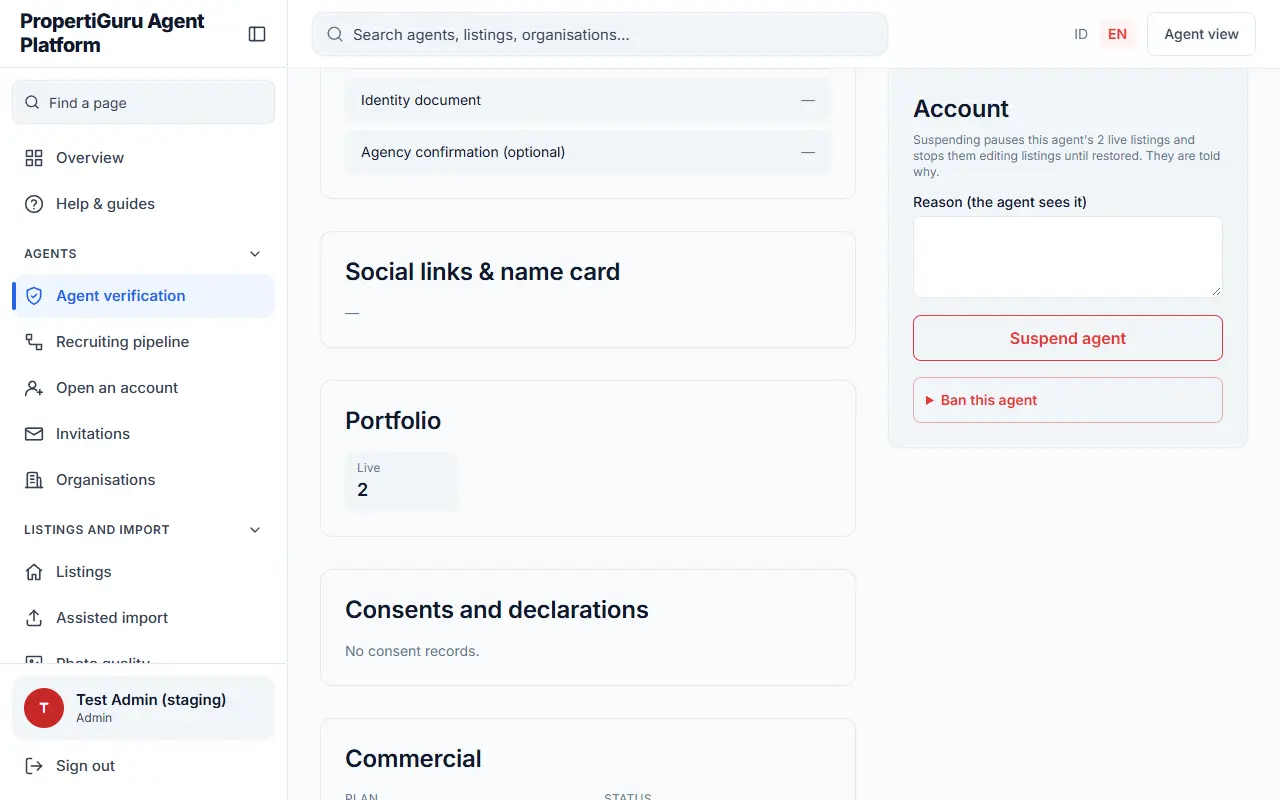 PropertiGuru Agent
Platform
Search agents, listings, organisations...
ID
EN
Agent view
Find a page
Overview
Help & guides
AGENTS
Agent verification
Recruiting pipeline
Open an account
Invitations
Organisations
LISTINGS AND IMPORT
Listings
Assisted import
Photo quality
T
Test Admin (staging)
Admin
Sign out
Identity document
—
Agency confirmation (optional)
—
Social links & name card
—
Portfolio
Live
2
Consents and declarations
No consent records.
Commercial
PLAN
STATUS
Account
Suspending pauses this agent's 2 live listings and
stops them editing listings until restored. They are told
why.
Reason (the agent sees it)
Suspend agent
Ban this agent